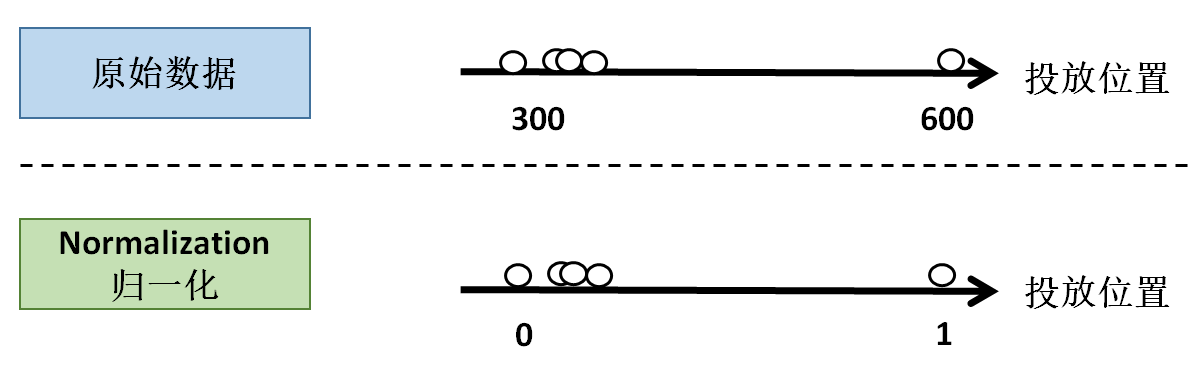 原始数据
投放位置
300
600
Normalization
归一化
投放位置
0
1